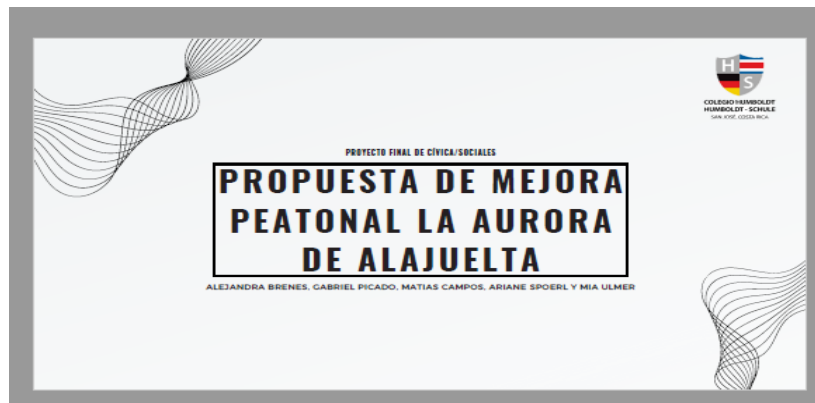 H
S
COLEGIO HUMBOLDT
HUMBOLDT - SCHULE
SAN JOSÉ, COSTA RICA
PROYECTO FINAL DE CÍVICA/SOCIALES
PROPUESTA DE MEJORA
PEATONAL LA AURORA
DE ALAJUELTA
ALEJANDRA BRENES, GABRIEL PICADO, MATIAS CAMPOS, ARIANE SPOERL Y MIA ULMER